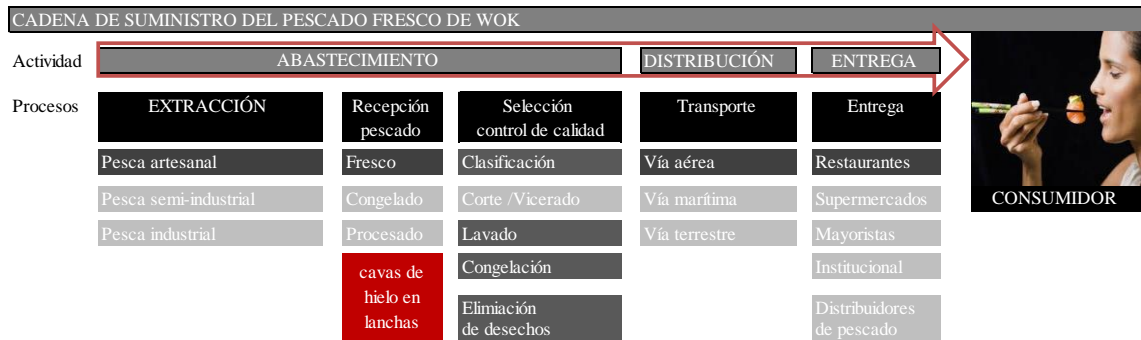 CADENA DE SUMINISTRO DEL PESCADO FRESCO DE WOK
Actividad
ABASTECIMIENTO
DISTRIBUCIÓN
ENTREGA
Procesos
EXTRACCIÓN
Recepción
pescado
Selección
control de calidad
Transporte
Entrega
Pesca artesanal
Fresco
Clasificación
Vía aérea
Restaurantes
Pesca semi-industrial
Congelado
Corte /Vicerado
Vía marítima
Supermercados
CONSUMIDOR
Pesca industrial
Procesado
Lavado
Vía terrestre
Mayoristas
cavas de
hielo en
lanchas
Congelación
Institucional
Elimiación
de desechos
Distribuidores
de pescado